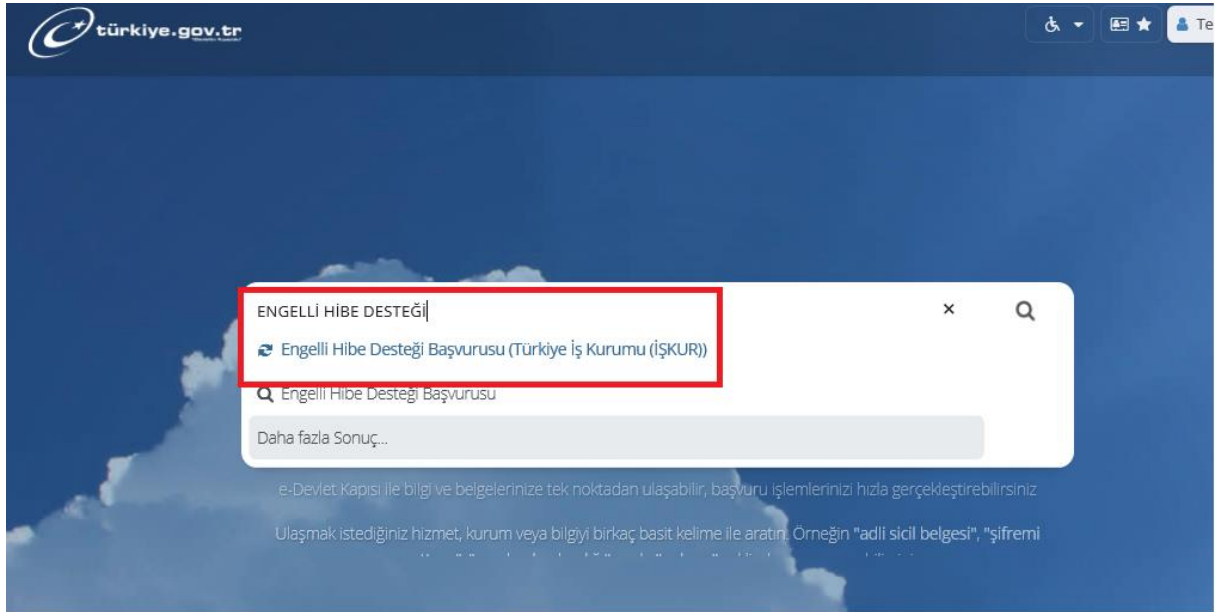 türkiye.gov.tr
Te
ENGELLİ HİBE DESTEĞİ
Engelli Hibe Desteği Başvurusu (Türkiye İş Kurumu (İŞKUR))
Engelli Hibe Desteği Başvurusu
Daha fazla Sonuç...
e-Devlet Kapısı ile bilgi ve belgelerinize tek noktadan ulaşabilir, başvuru işlemlerinizi hızla gerçekleştirebilirsiniz
Ulaşmak istediğiniz hizmet, kurum veya bilgiyi birkaç basit kelime ile aratın. Örneğin "adli sicil belgesi", "şifremi